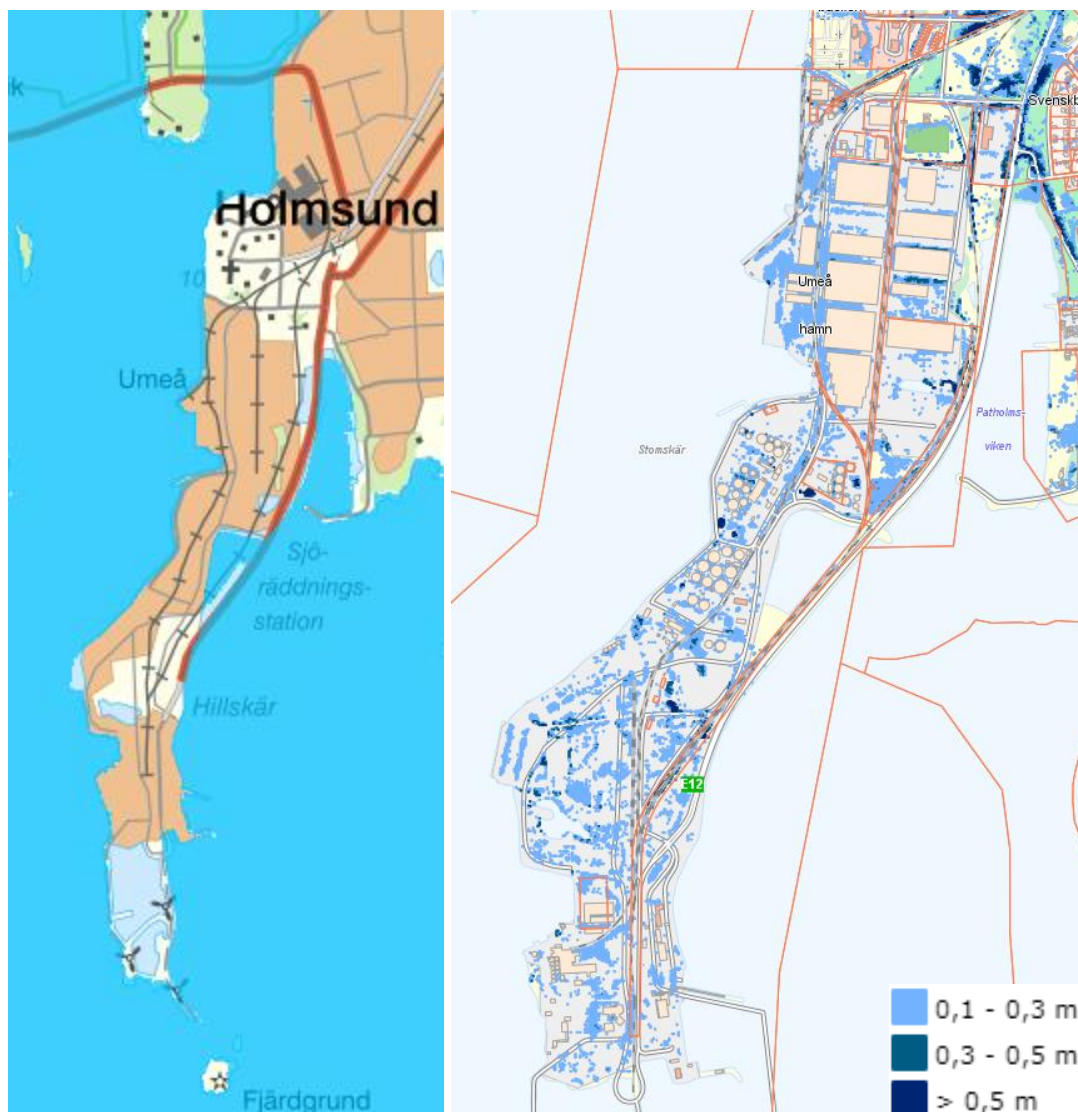 Holmsund
10
Umeå
Sjö-
räddnings-
station
Hillskär
Fjärdgrund
Umeå
hamn
Stomskär
Patholms-
viken
E12
0,1 - 0,3 m
0,3 - 0,5 m
> 0,5 m